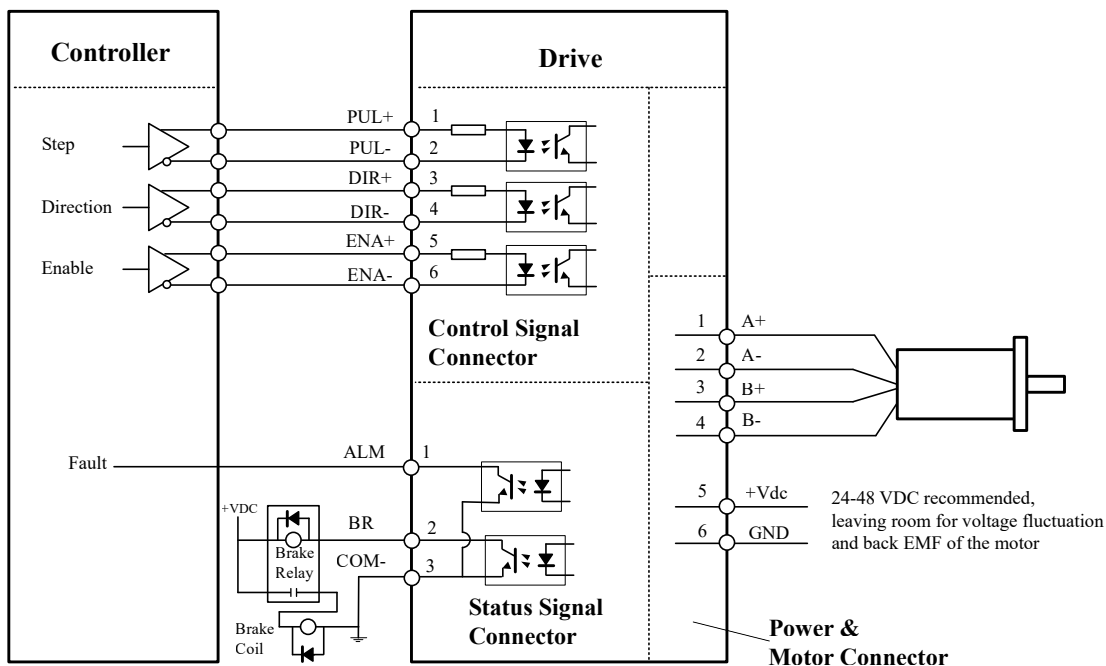 Controller
Drive
Step
PUL+
1
PUL-
2
Direction
DIR+
3
DIR-
4
Enable
ENA+
5
ENA-
6
Control Signal
Connector
1
A+
2
A-
3
B+
4
B-
Fault
ALM
1
+VDC
BR
2
Brake
Relay
COM-
3
Brake
Coil
Status Signal
Connector
5
+Vdc
6
GND
24-48 VDC recommended,
leaving room for voltage fluctuation
and back EMF of the motor
Power &
Motor Connector